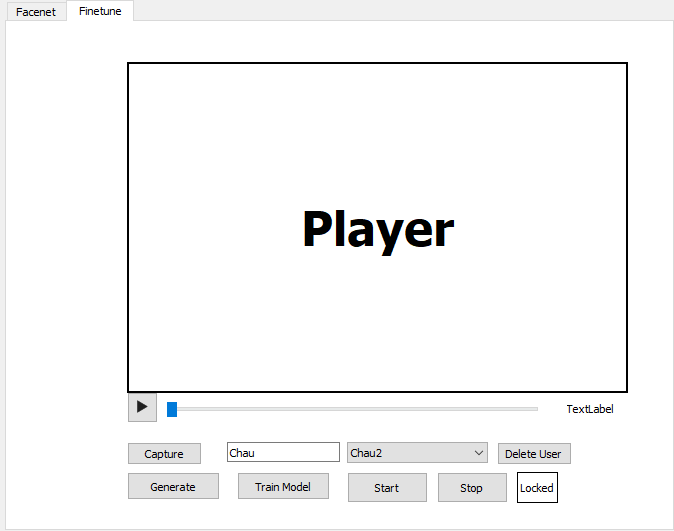 Facenet Finetune
Player
TextLabel
Capture Chau Chau2 Delete User
Generate Train Model Start Stop Locked